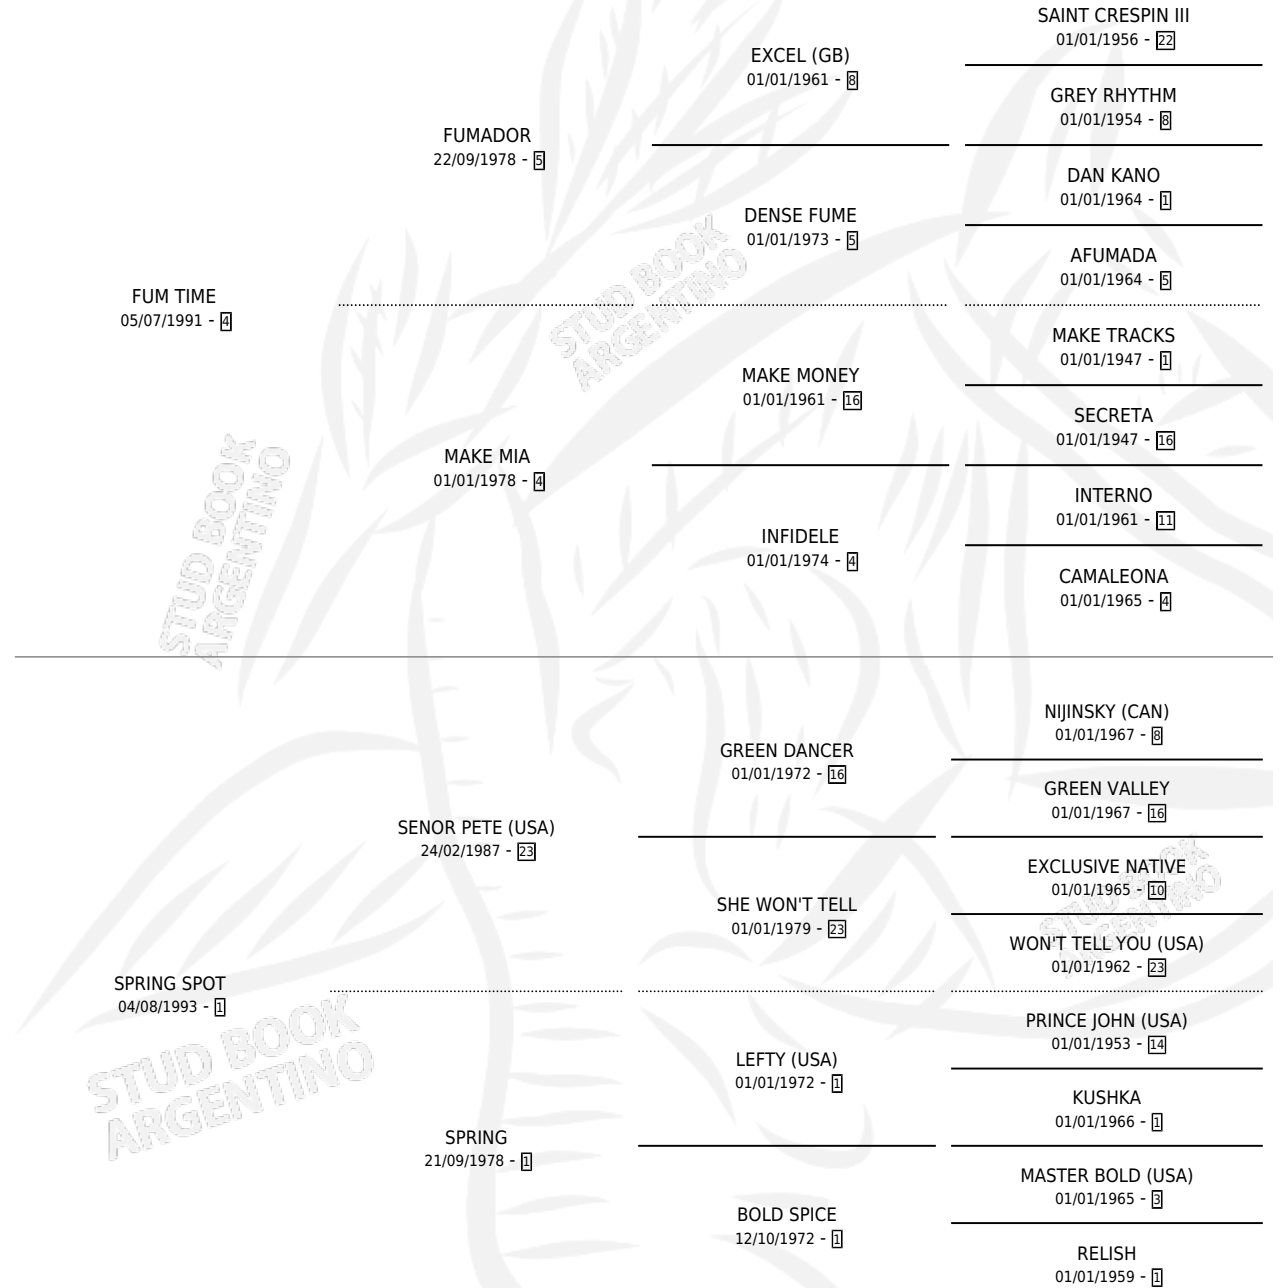 SAINT CRESPIN III
01/01/1956 - 22
EXCEL (GB)
01/01/1961 - 8
GREY RHYTHM
01/01/1954 - 8
FUMADOR
22/09/1978 - 5
DAN KANO
01/01/1964 - 1
DENSE FUME
01/01/1973 - 5
AFUMADA
01/01/1964 - 5
FUM TIME
05/07/1991 - 4
MAKE TRACKS
01/01/1947 - 1
MAKE MONEY
01/01/1961 - 16
SECRETA
01/01/1947 - 16
MAKE MIA
01/01/1978 - 4
INTERNO
01/01/1961 - 11
INFIDELE
01/01/1974 - 4
CAMALEONA
01/01/1965 - 4
NIJINSKY (CAN)
01/01/1967 - 8
GREEN DANCER
01/01/1972 - 16
GREEN VALLEY
01/01/1967 - 16
SENOR PETE (USA)
24/02/1987 - 23
EXCLUSIVE NATIVE
01/01/1965 - 10
SHE WON'T TELL
01/01/1979 - 23
WON'T TELL YOU (USA)
01/01/1962 - 23
SPRING SPOT
04/08/1993 - 1
PRINCE JOHN (USA)
01/01/1953 - 14
LEFTY (USA)
01/01/1972 - 1
KUSHKA
01/01/1966 - 1
SPRING
21/09/1978 - 1
MASTER BOLD (USA)
01/01/1965 - 3
BOLD SPICE
12/10/1972 - 1
RELISH
01/01/1959 - 1
STUD BOOK
ARGENTINO
STUD BOOK
ARGENTINO
STUD BOOK
ARGENTINO
STUD BOOK
ARGENTINO